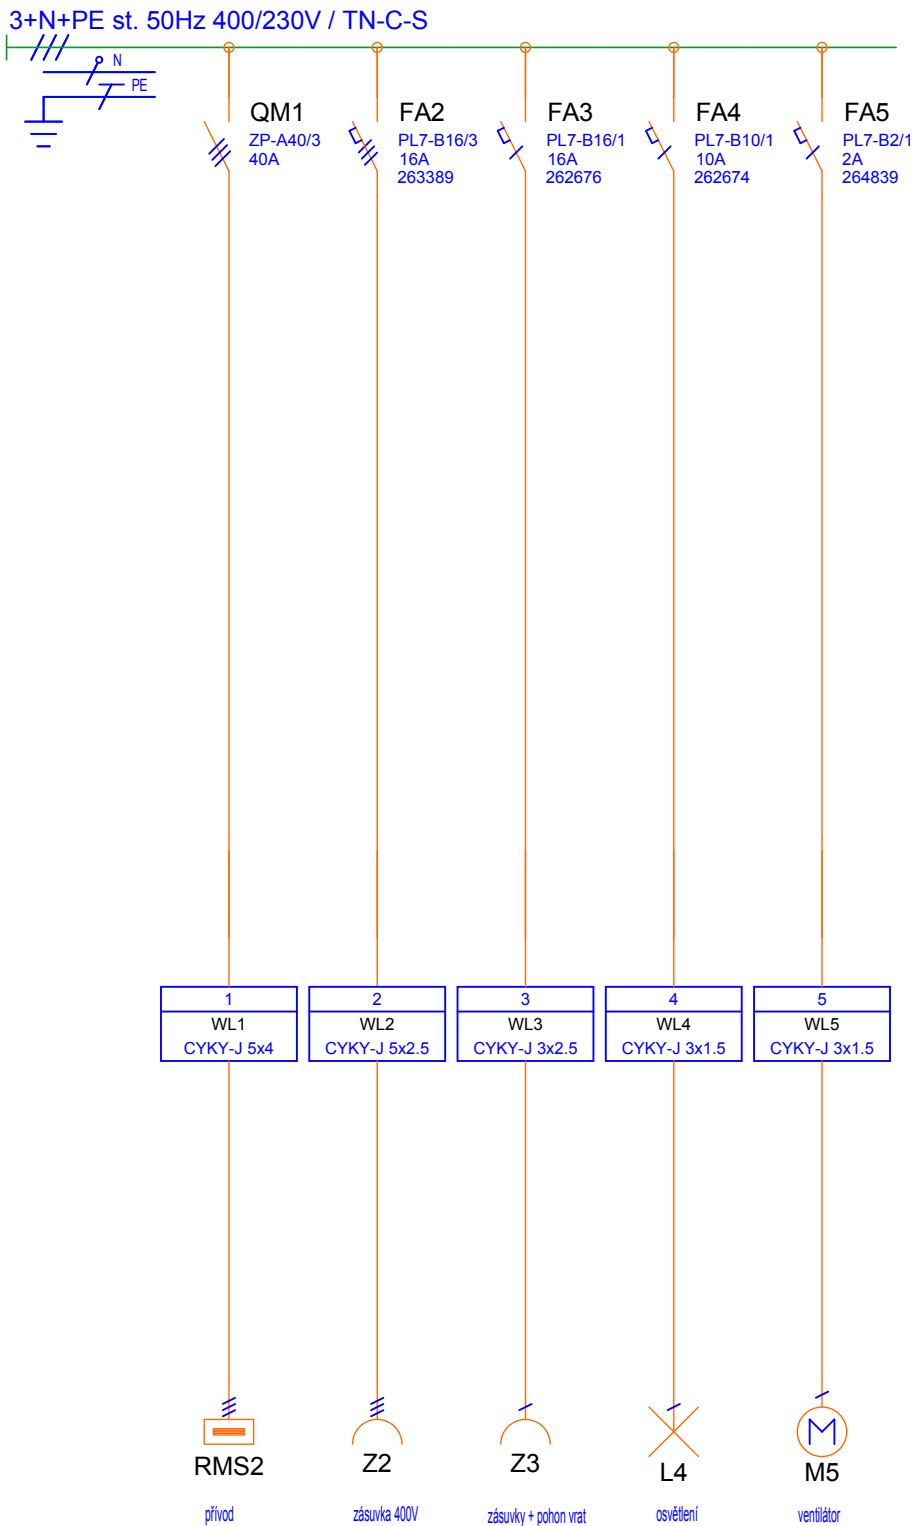 3+N+PE st. 50Hz 400/230V / TN-C-S
N
PE
QM1
ZP-A40/3
40A
FA2
PL7-B16/3
16A
263389
FA3
PL7-B16/1
16A
262676
FA4
PL7-B10/1
10A
262674
FA5
PL7-B2/1
2A
264839
1
WL1
CYKY-J 5x4
2
WL2
CYKY-J 5x2.5
3
WL3
CYKY-J 3x2.5
4
WL4
CYKY-J 3x1.5
5
WL5
CYKY-J 3x1.5
RMS2
přívod
Z2
zásuvka 400V
Z3
zásuvky + pohon vrat
L4
osvětlení
M
M5
ventilátor